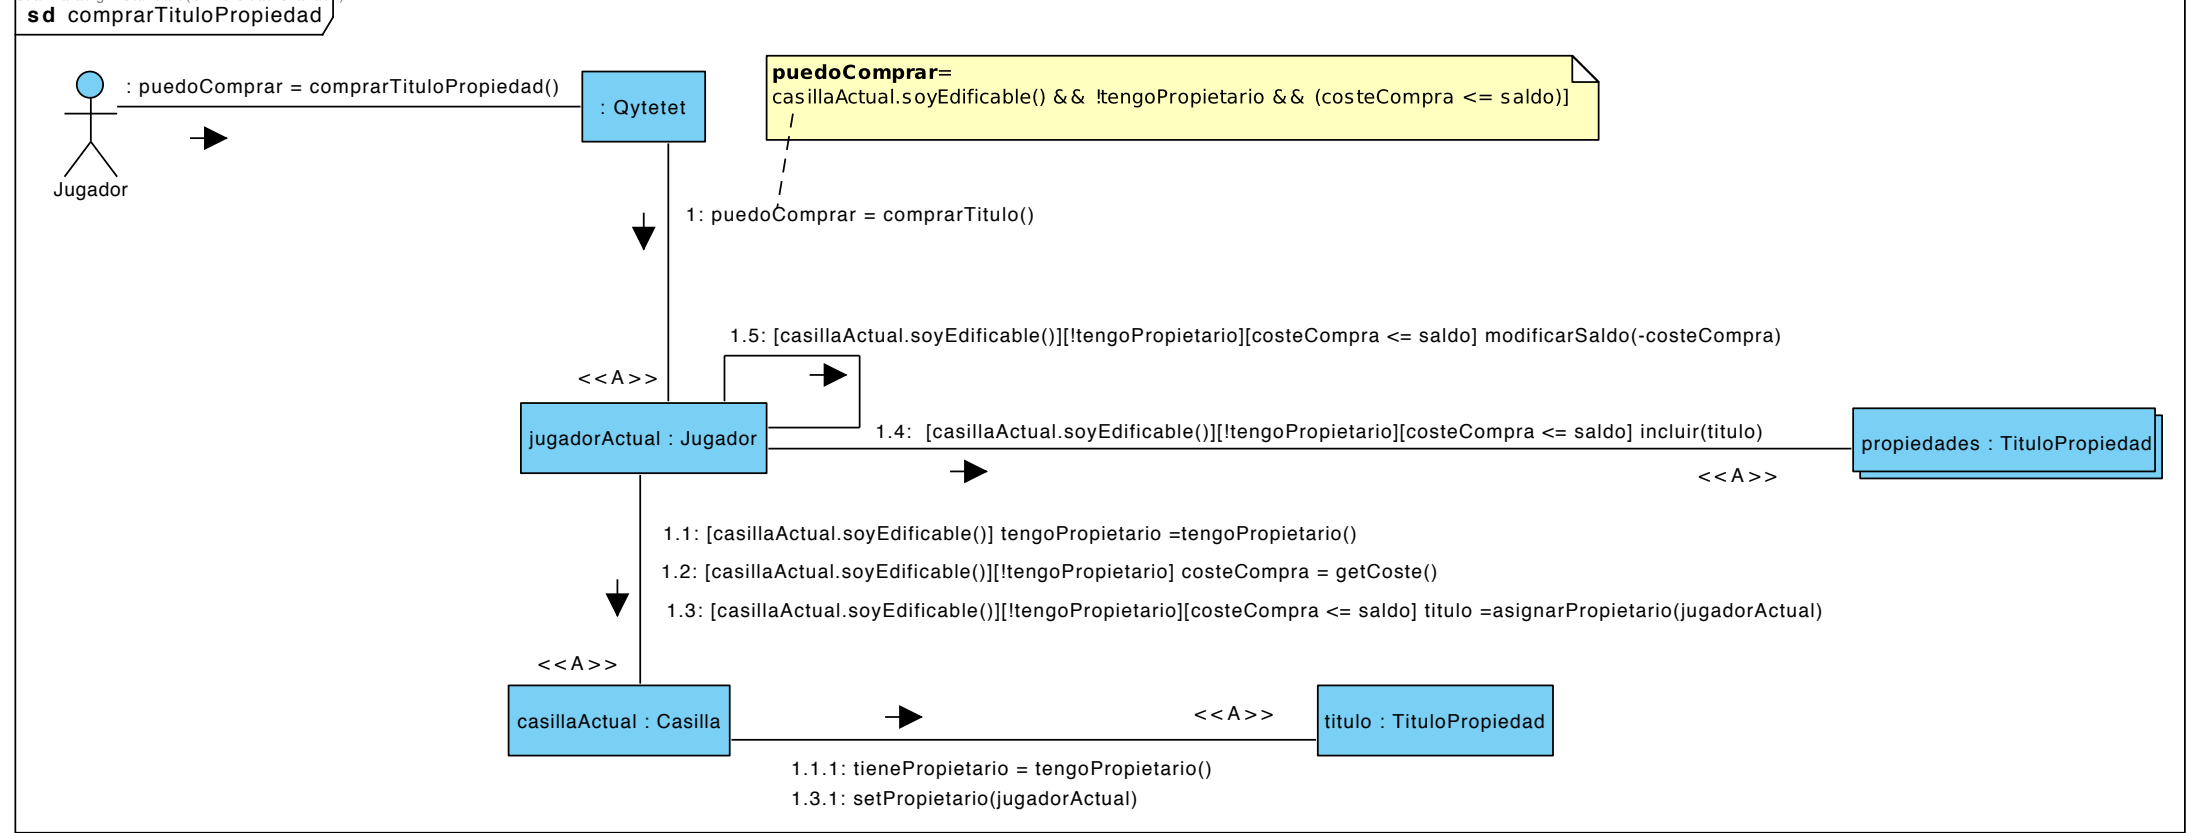 sd comprarTituloPropiedad
: puedoComprar = comprarTituloPropiedad()
: Qytetet
Jugador
puedoComprar=
casillaActual.soyEdificable() && !tengoPropietario && (costeCompra <= saldo)]
1: puedoComprar = comprarTitulo()
1.5: [casillaActual.soyEdificable()][!tengoPropietario][costeCompra <= saldo] modificarSaldo(-costeCompra)
<<A>>
jugadorActual : Jugador
1.4: [casillaActual.soyEdificable()][!tengoPropietario][costeCompra <= saldo] incluir(titulo)
propiedades : TituloPropiedad
<<A>>
1.1: [casillaActual.soyEdificable()] tengoPropietario =tengoPropietario()
1.2: [casillaActual.soyEdificable()][!tengoPropietario] costeCompra = getCoste()
1.3: [casillaActual.soyEdificable()][!tengoPropietario][costeCompra <= saldo] titulo =asignarPropietario(jugadorActual)
<<A>>
casillaActual : Casilla
<<A>>
titulo : TituloPropiedad
1.1.1: tienePropietario = tengoPropietario()
1.3.1: setPropietario(jugadorActual)